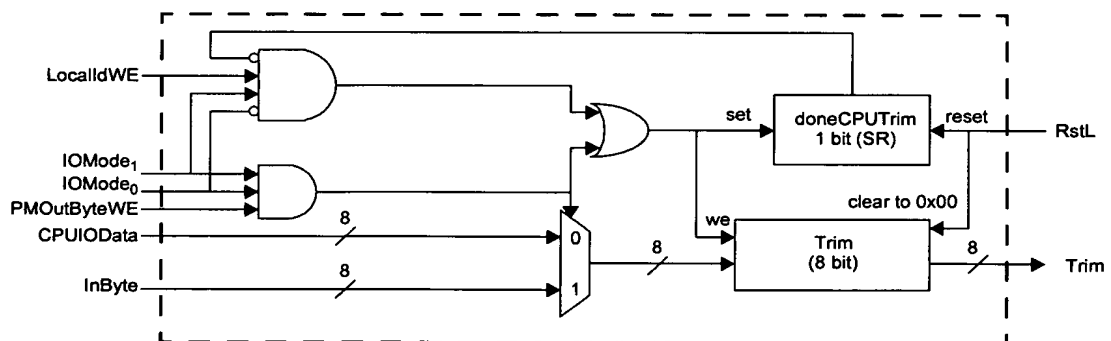 LocalIdWE
IOMode1
IOMode0
PMOutByteWE
CPUIOData
InByte
8
8
0
1
8
set
doneCPUTrim
1 bit (SR)
reset
RstL
clear to 0x00
we
Trim
(8 bit)
8
Trim